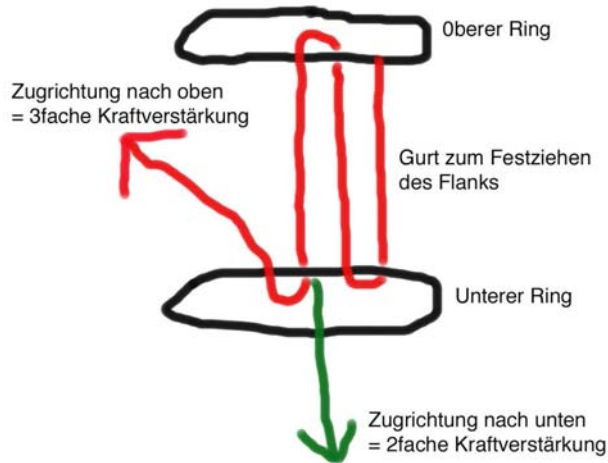 0berer Ring
Zugrichtung nach oben
= 3fache Kraftverstärkung
Gurt zum Festziehen
des Flanks
Unterer Ring
Zugrichtung nach unten
= 2fache Kraftverstärkung